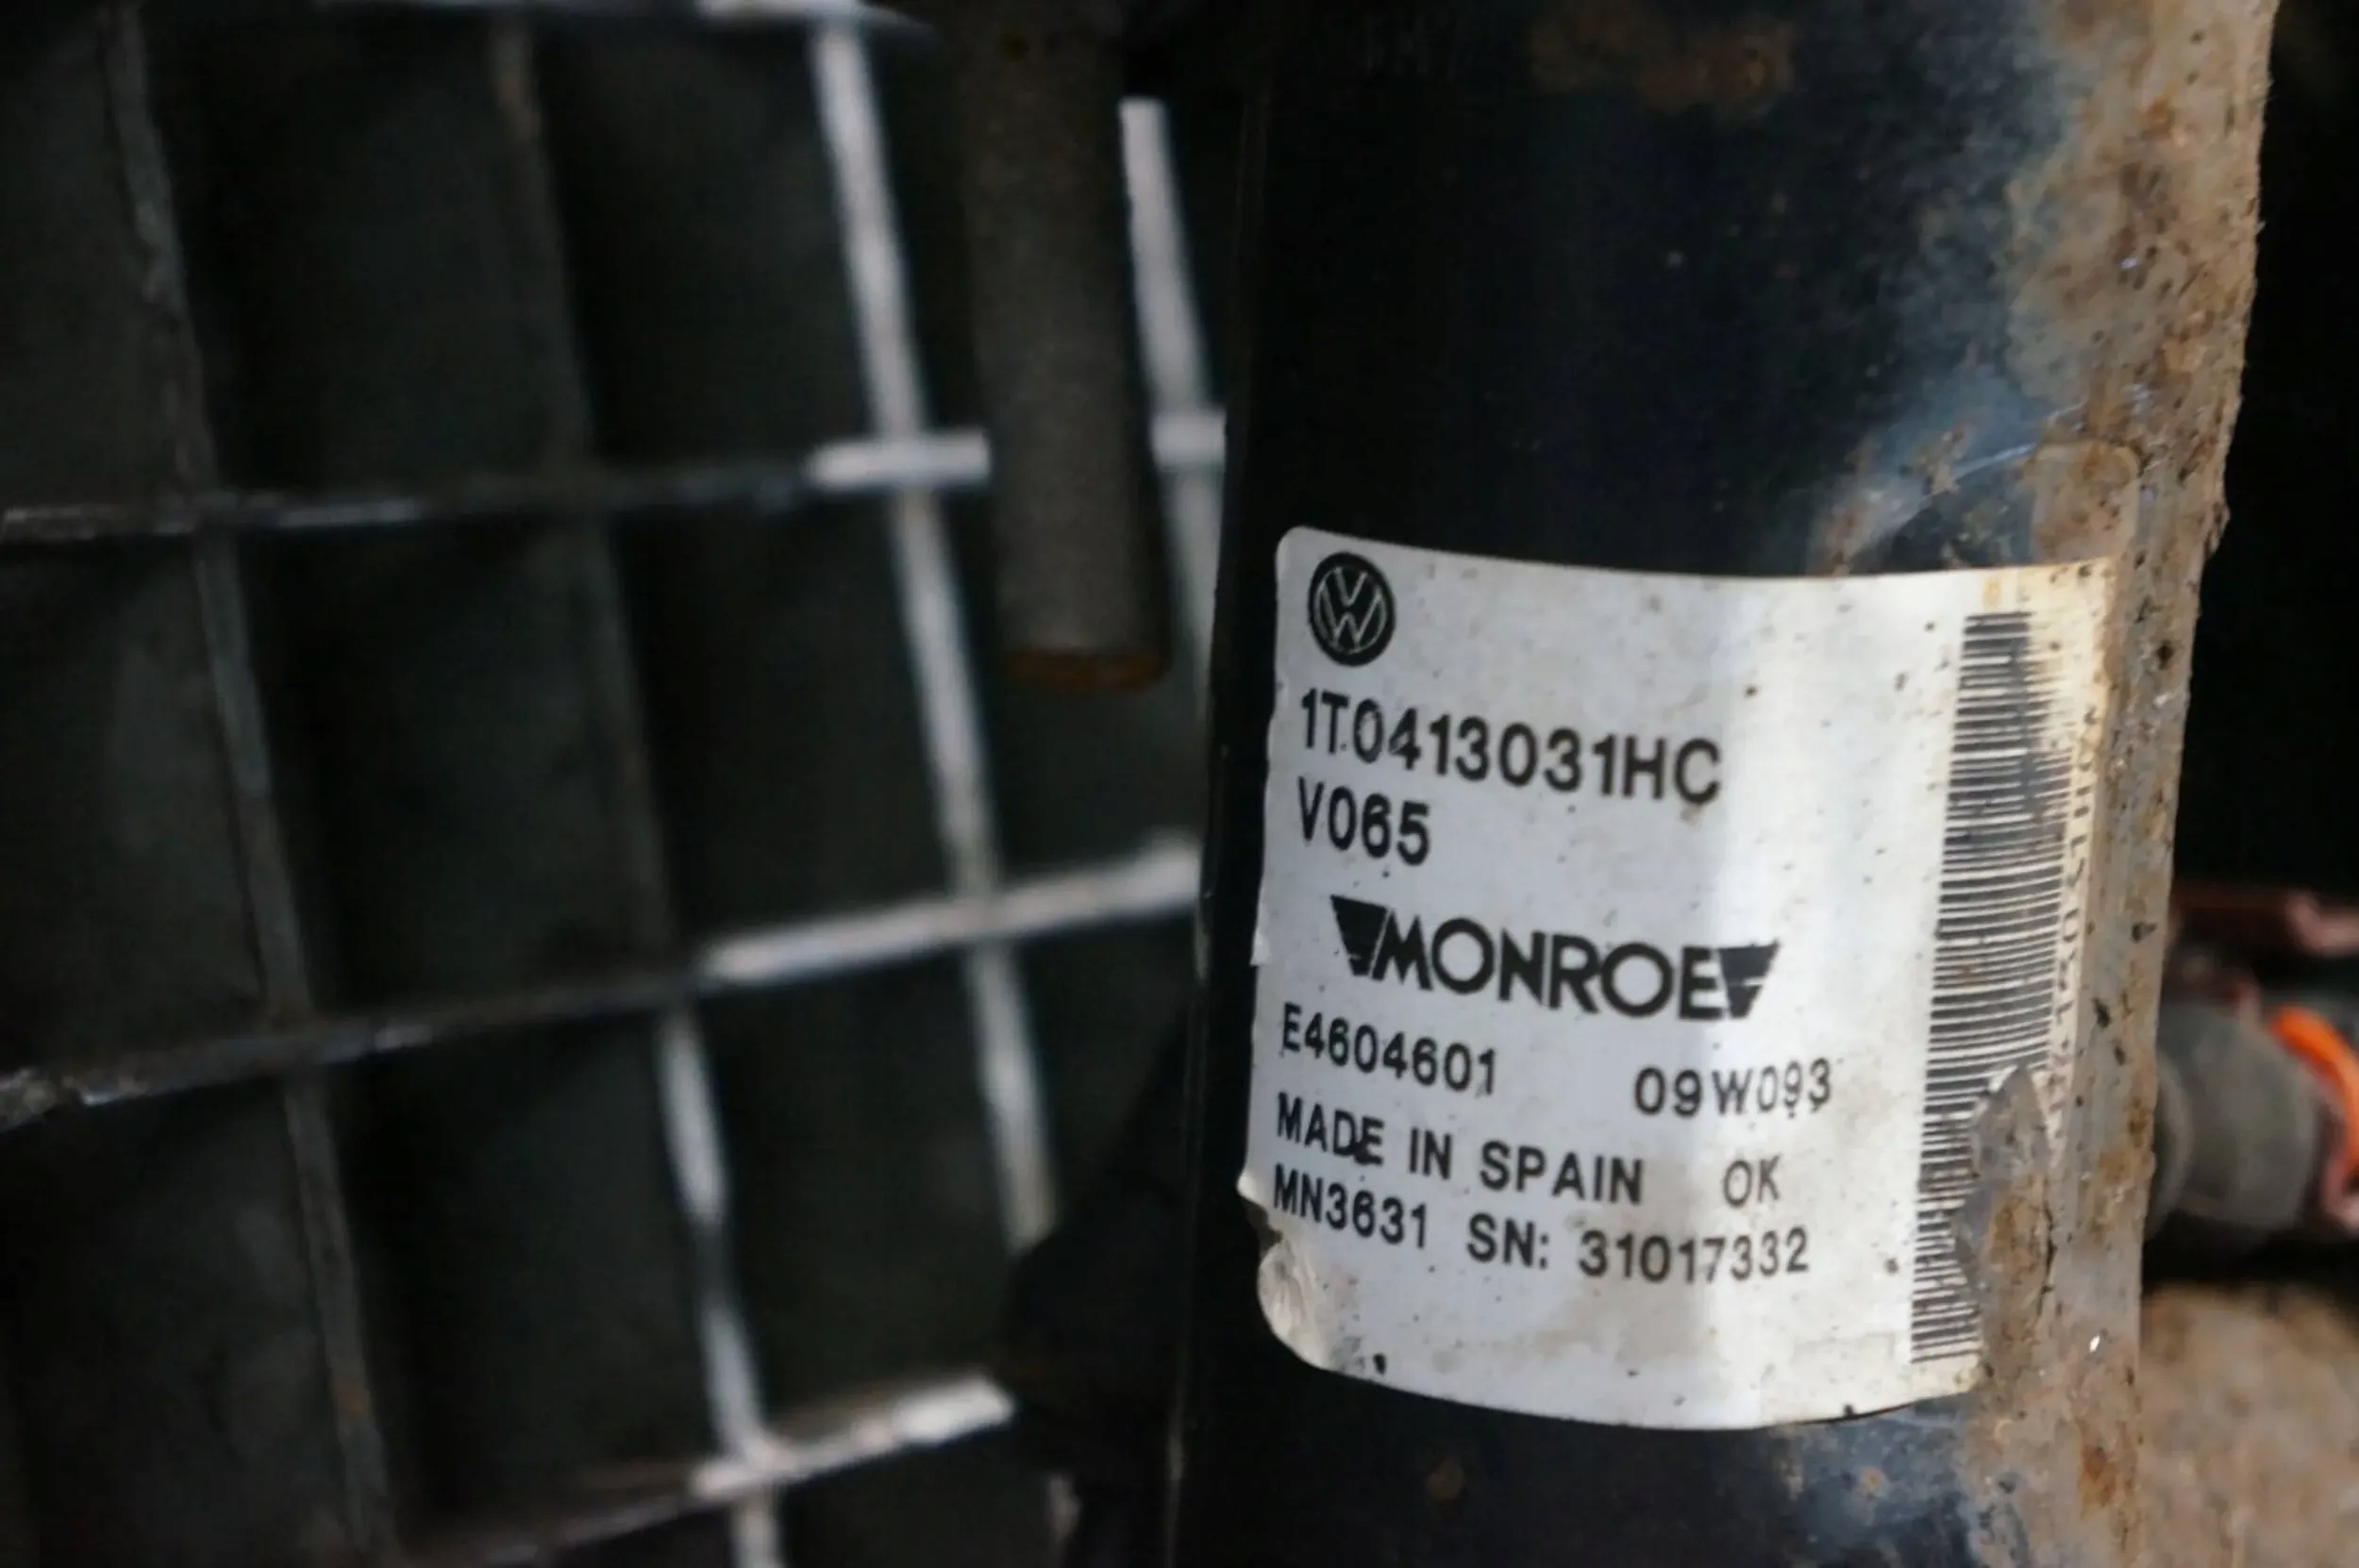 1T0413031HC
V065
MONROE
E4604601 09W093
MADE IN SPAIN OK
MN3631 SN: 31017332